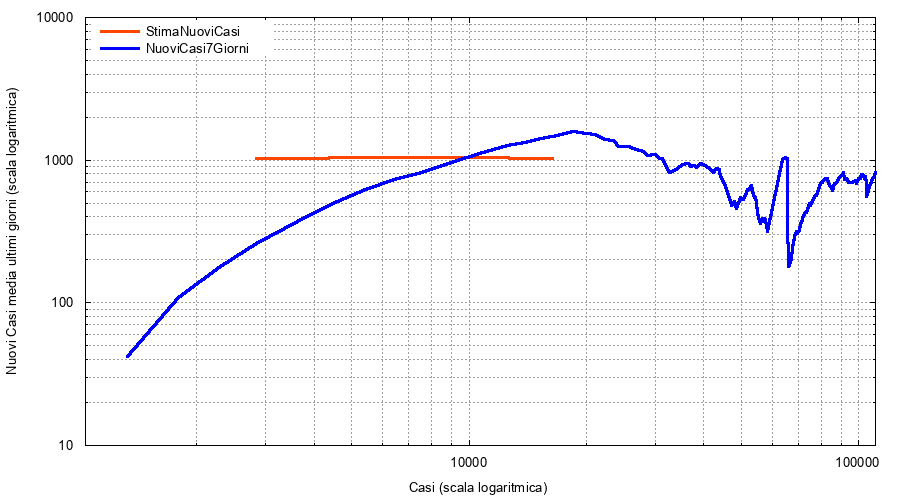 10000
StimaNuoviCasi
NuoviCasi7Giorni
1000
100
10
Nuovi Casi media ultimi giorni (scala logaritmica)
10000
100000
Casi (scala logaritmica)